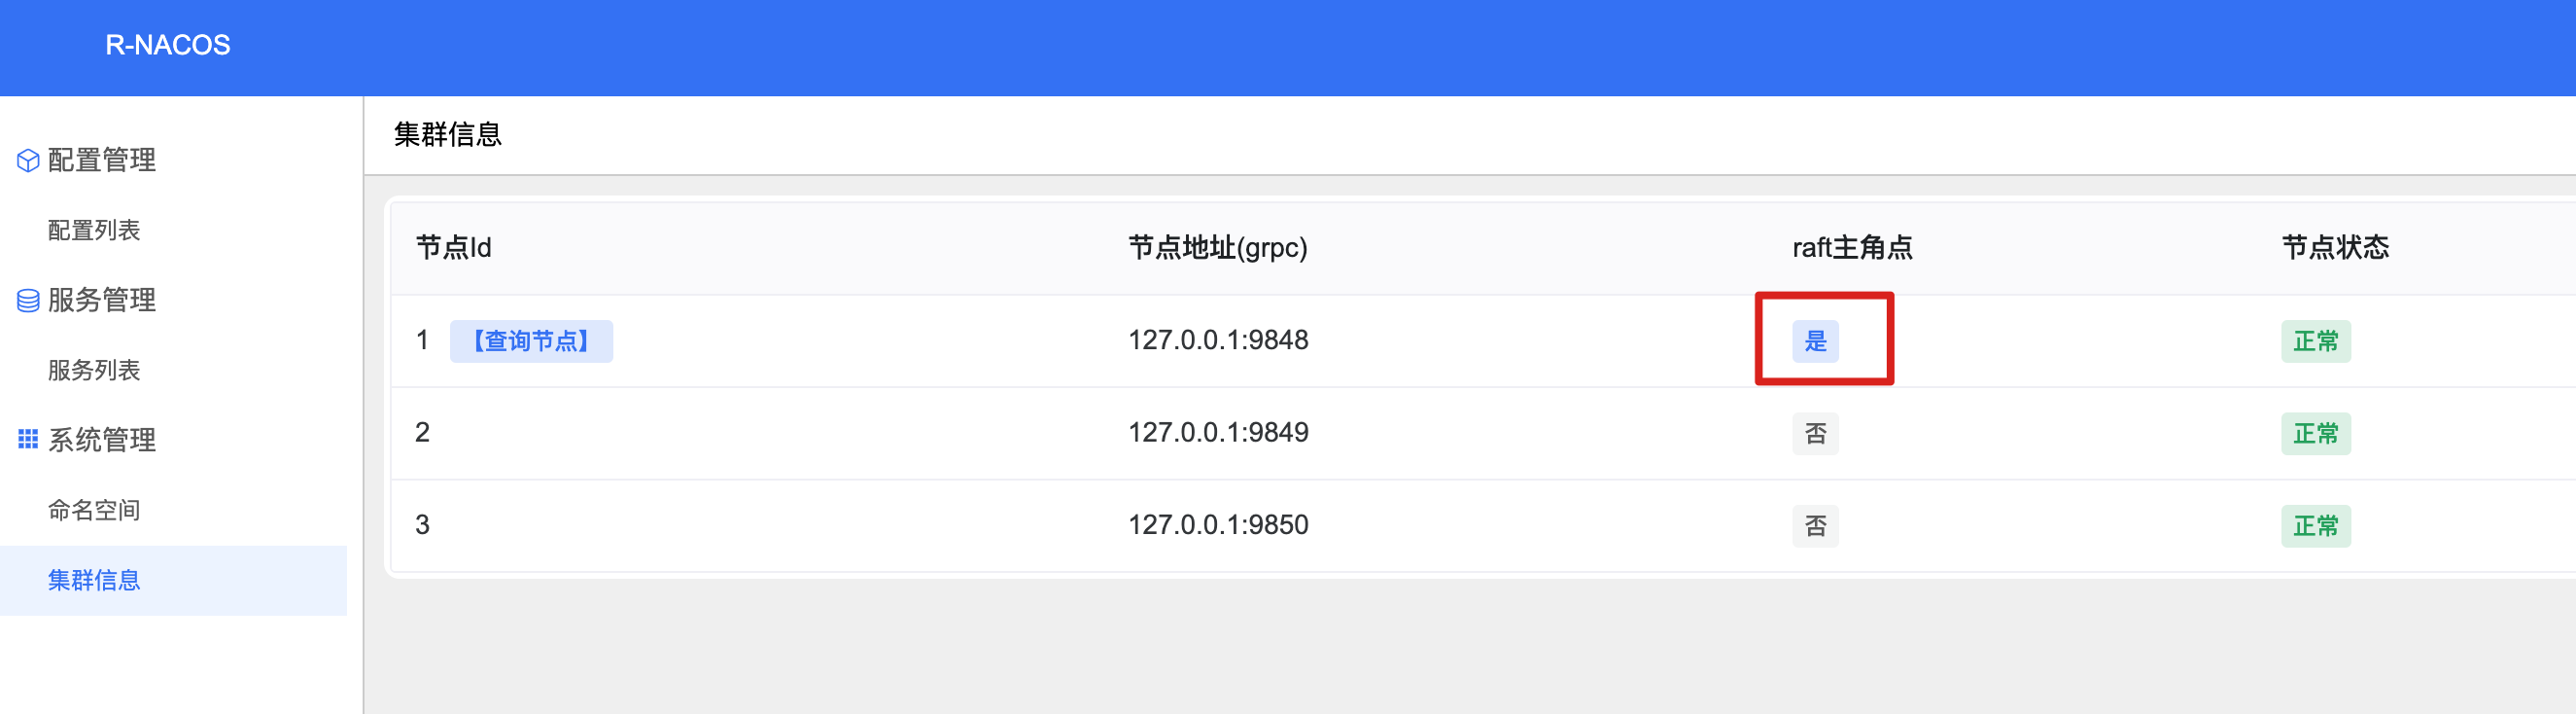 R-NACOS
配置管理
配置列表
服务管理
服务列表
系统管理
命名空间
集群信息
集群信息
节点Id 节点地址(grpc) raft主角点 节点状态
1 【查询节点】 127.0.0.1:9848 是 正常
2 127.0.0.1:9849 否 正常
3 127.0.0.1:9850 否 正常